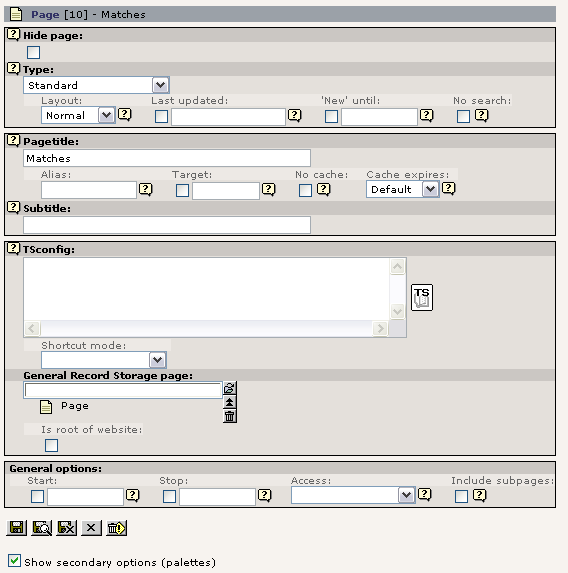 Page [10] - Matches
? Hide page:
? Type:
Standard
Layout: Last updated: 'New' until: No search:
Normal ? ? ? ?
? Pagetitle:
Matches
Alias: Target: No cache: Cache expires:
? ? ? Default ?
? Subtitle:
? TSconfig:
TS
Shortcut mode:
General Record Storage page:
Page
Is root of website:
General options:
Start: Stop: Access: Include subpages:
? ? ? ?
Show secondary options (palettes)